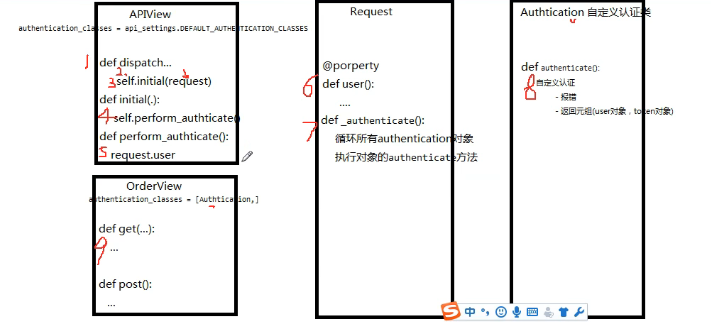 APIView
authentication_classes = api_settings.DEFAULT_AUTHENTICATION_CLASSES
1 def dispatch...
2.
3 self.initial(request)
def initial(.):
4 self.perform_authticate()
def perform_authticate():
5 request.user
OrderView
authentication_classes = [Authtication,]
def get(...):
9 ...
def post():
...
Request
@porperty
6 def user():
....
7 def _authenticate():
循环所有authentication对象
执行对象的authenticate方法
Authtication 自定义认证类
def authenticate():
8 自定义认证
- 报错
- 返回元组(user对象，token对象)
S 中